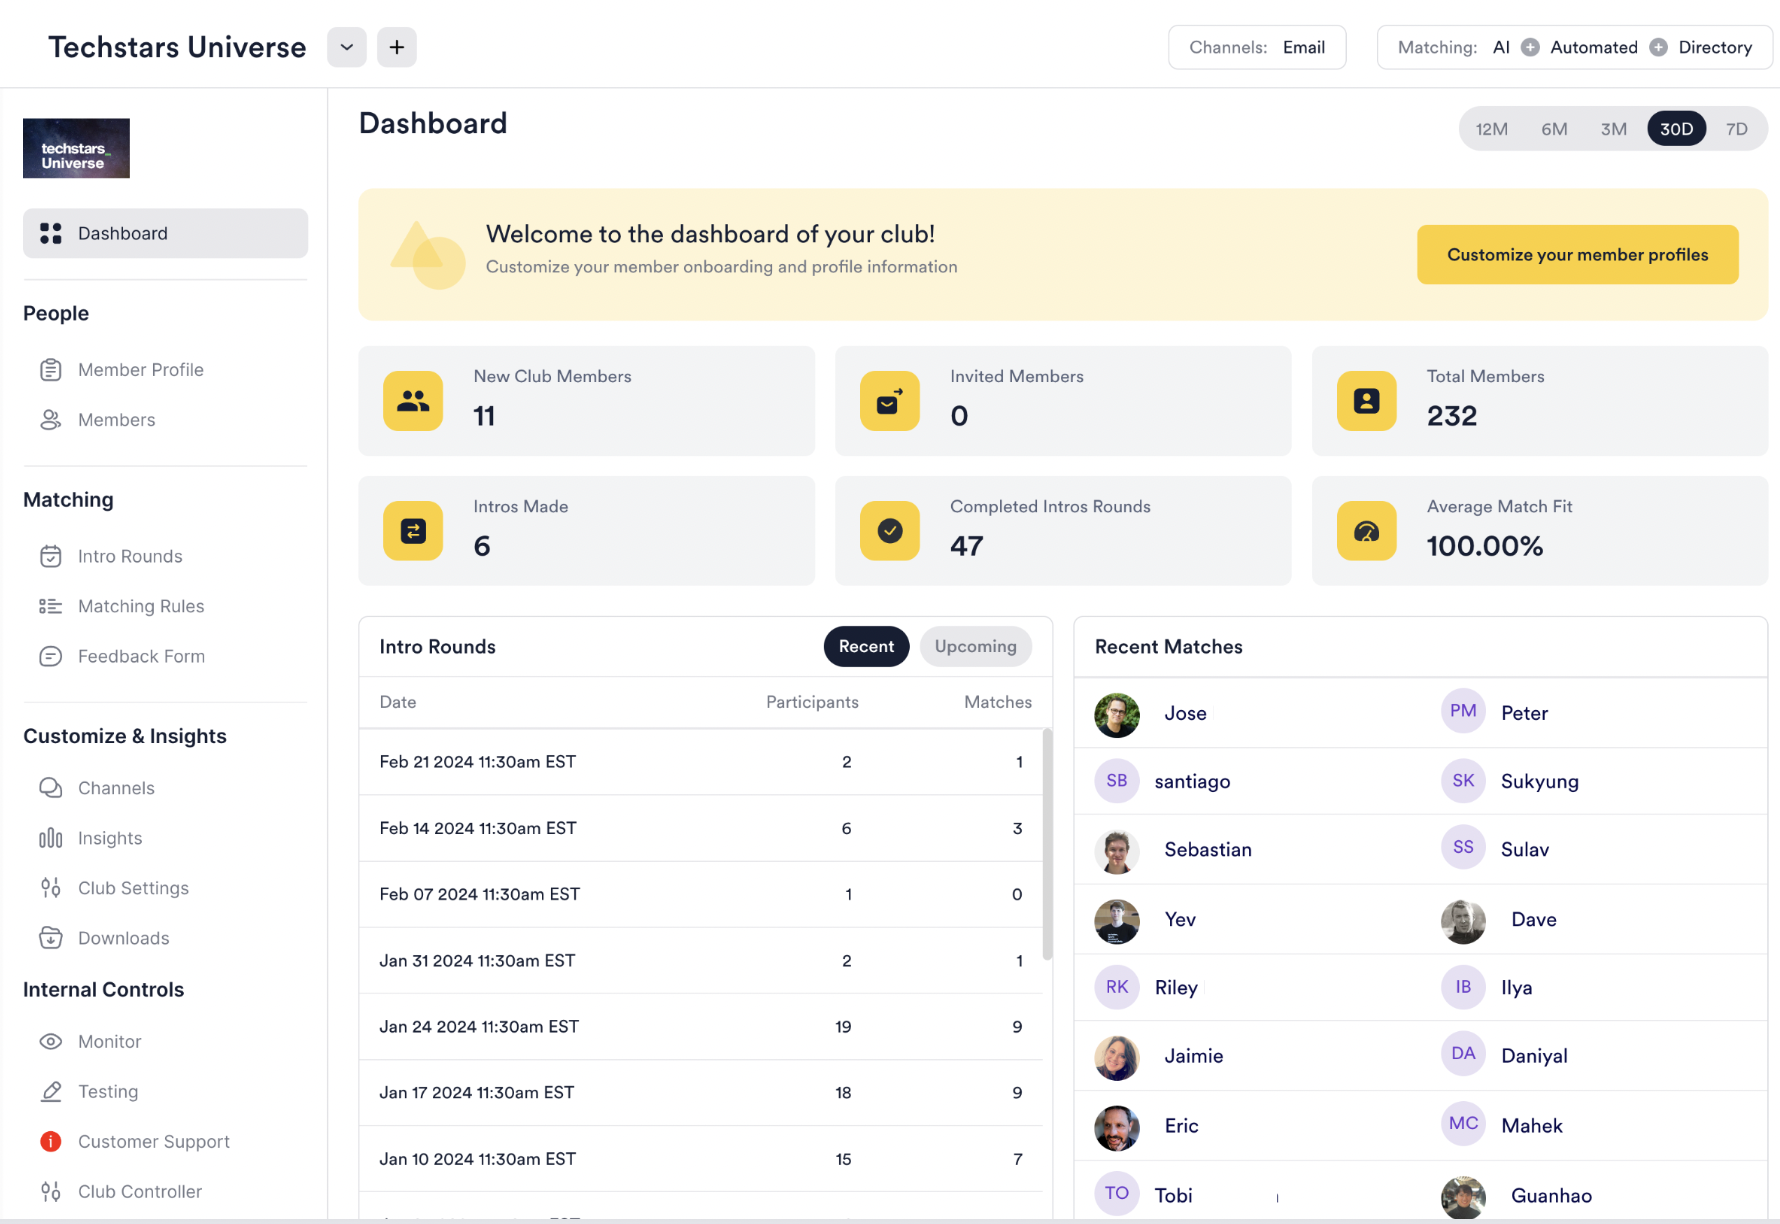 Techstars Universe
Channels: Email
Matching: AI + Automated + Directory
techstars_
Universe
Dashboard
People
Member Profile
Members
Matching
Intro Rounds
Matching Rules
Feedback Form
Customize & Insights
Channels
Insights
Club Settings
Downloads
Internal Controls
Monitor
Testing
Customer Support
Club Controller
Dashboard
12M 6M 3M 30D 7D
Welcome to the dashboard of your club!
Customize your member onboarding and profile information
Customize your member profiles
New Club Members
11
Invited Members
0
Total Members
232
Intros Made
6
Completed Intros Rounds
47
Average Match Fit
100.00%
Intro Rounds Recent Upcoming
Date Participants Matches
Feb 21 2024 11:30am EST 2 1
Feb 14 2024 11:30am EST 6 3
Feb 07 2024 11:30am EST 1 0
Jan 31 2024 11:30am EST 2 1
Jan 24 2024 11:30am EST 19 9
Jan 17 2024 11:30am EST 18 9
Jan 10 2024 11:30am EST 15 7
Recent Matches
Jose PM Peter
SB santiago SK Sukyung
Sebastian SS Sulav
Yev Dave
RK Riley IB Ilya
Jaimie DA Daniyal
Eric MC Mahek
TO Tobi Guanhao